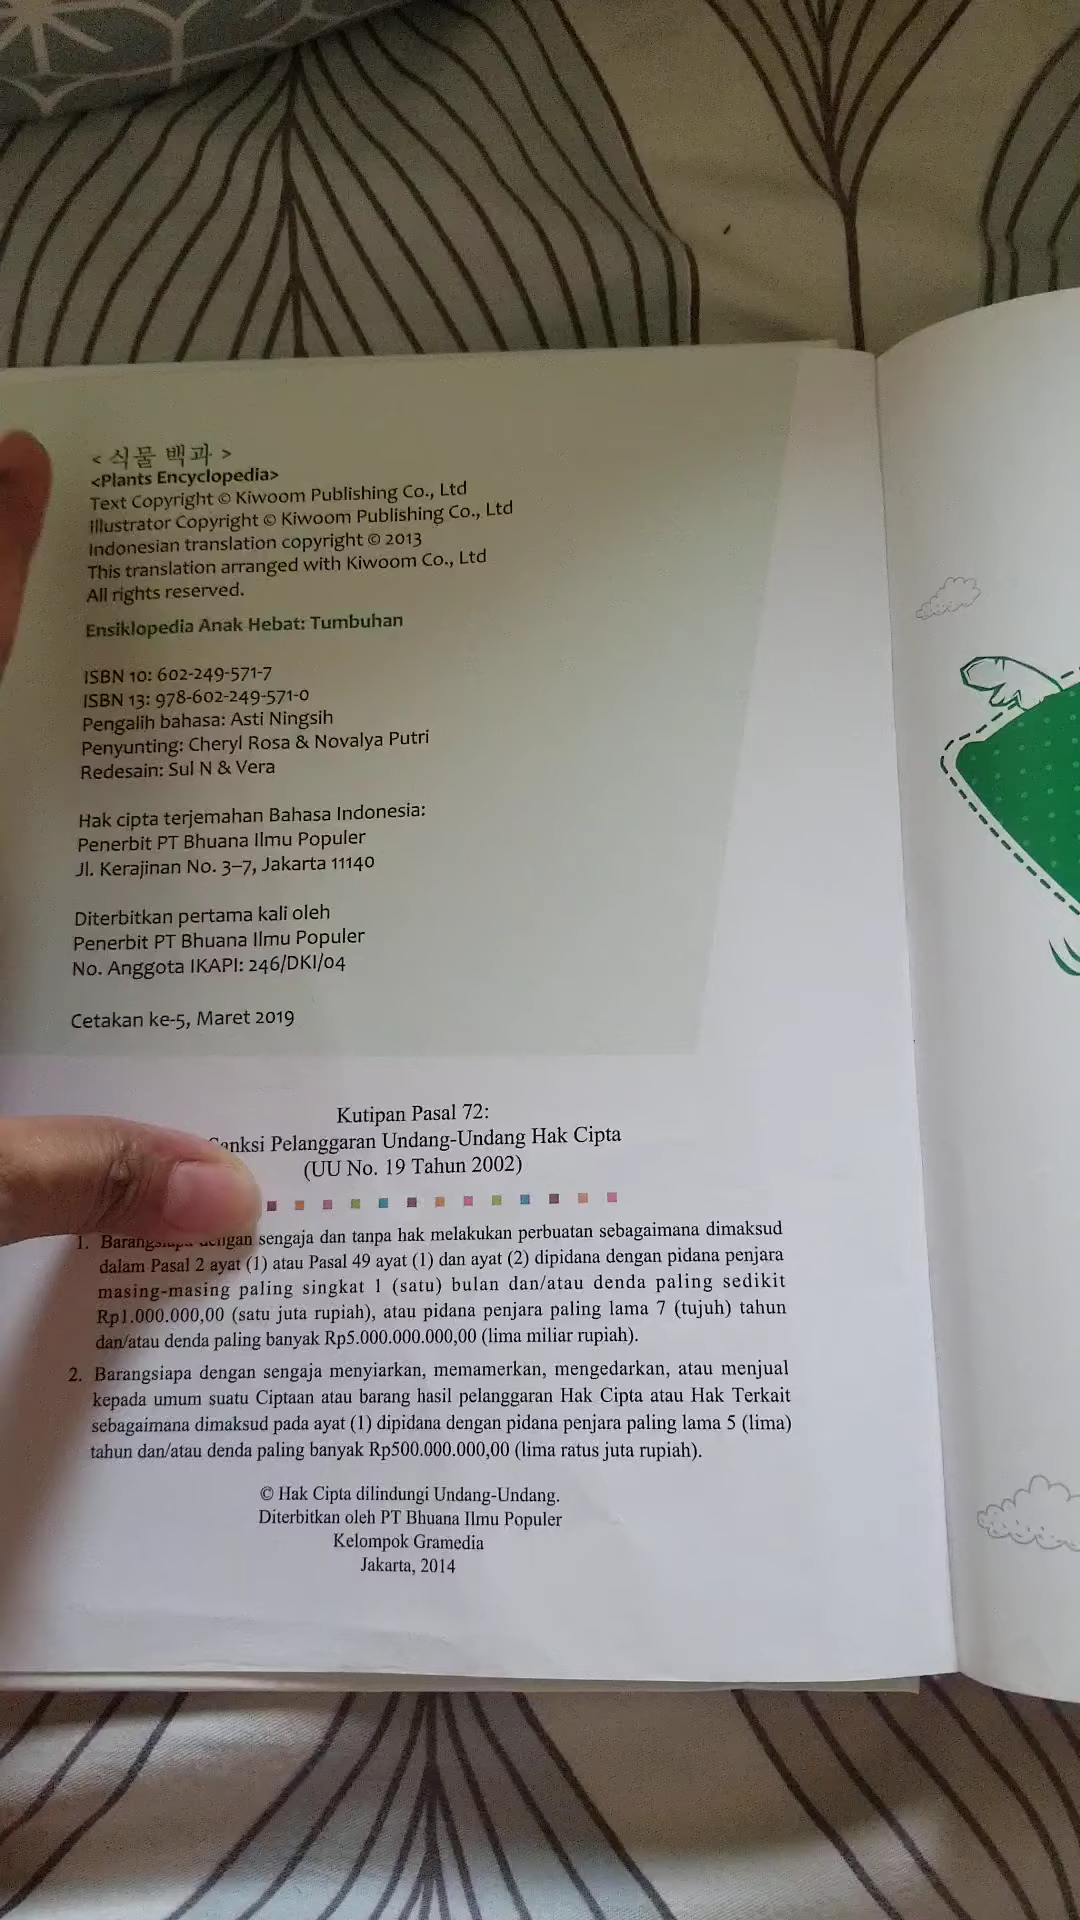 < 식물 백과 >
<Plants Encyclopedia>
Text Copyright © Kiwoom Publishing Co., Ltd
Illustrator Copyright © Kiwoom Publishing Co., Ltd
Indonesian translation copyright © 2013
This translation arranged with Kiwoom Co., Ltd
All rights reserved.
Ensiklopedia Anak Hebat: Tumbuhan
ISBN 10: 602-249-571-7
ISBN 13: 978-602-249-571-0
Pengalih bahasa: Asti Ningsih
Penyunting: Cheryl Rosa & Novalya Putri
Redesain: Sul N & Vera
Hak cipta terjemahan Bahasa Indonesia:
Penerbit PT Bhuana Ilmu Populer
Jl. Kerajinan No. 3–7, Jakarta 11140
Diterbitkan pertama kali oleh
Penerbit PT Bhuana Ilmu Populer
No. Anggota IKAPI: 246/DKI/04
Cetakan ke-5, Maret 2019
Kutipan Pasal 72:
Sanksi Pelanggaran Undang-Undang Hak Cipta
(UU No. 19 Tahun 2002)
1. Barangsiapa dengan sengaja dan tanpa hak melakukan perbuatan sebagaimana dimaksud
dalam Pasal 2 ayat (1) atau Pasal 49 ayat (1) dan ayat (2) dipidana dengan pidana penjara
masing-masing paling singkat 1 (satu) bulan dan/atau denda paling sedikit
Rp1.000.000,00 (satu juta rupiah), atau pidana penjara paling lama 7 (tujuh) tahun
dan/atau denda paling banyak Rp5.000.000.000,00 (lima miliar rupiah).
2. Barangsiapa dengan sengaja menyiarkan, memamerkan, mengedarkan, atau menjual
kepada umum suatu Ciptaan atau barang hasil pelanggaran Hak Cipta atau Hak Terkait
sebagaimana dimaksud pada ayat (1) dipidana dengan pidana penjara paling lama 5 (lima)
tahun dan/atau denda paling banyak Rp500.000.000,00 (lima ratus juta rupiah).
© Hak Cipta dilindungi Undang-Undang.
Diterbitkan oleh PT Bhuana Ilmu Populer
Kelompok Gramedia
Jakarta, 2014